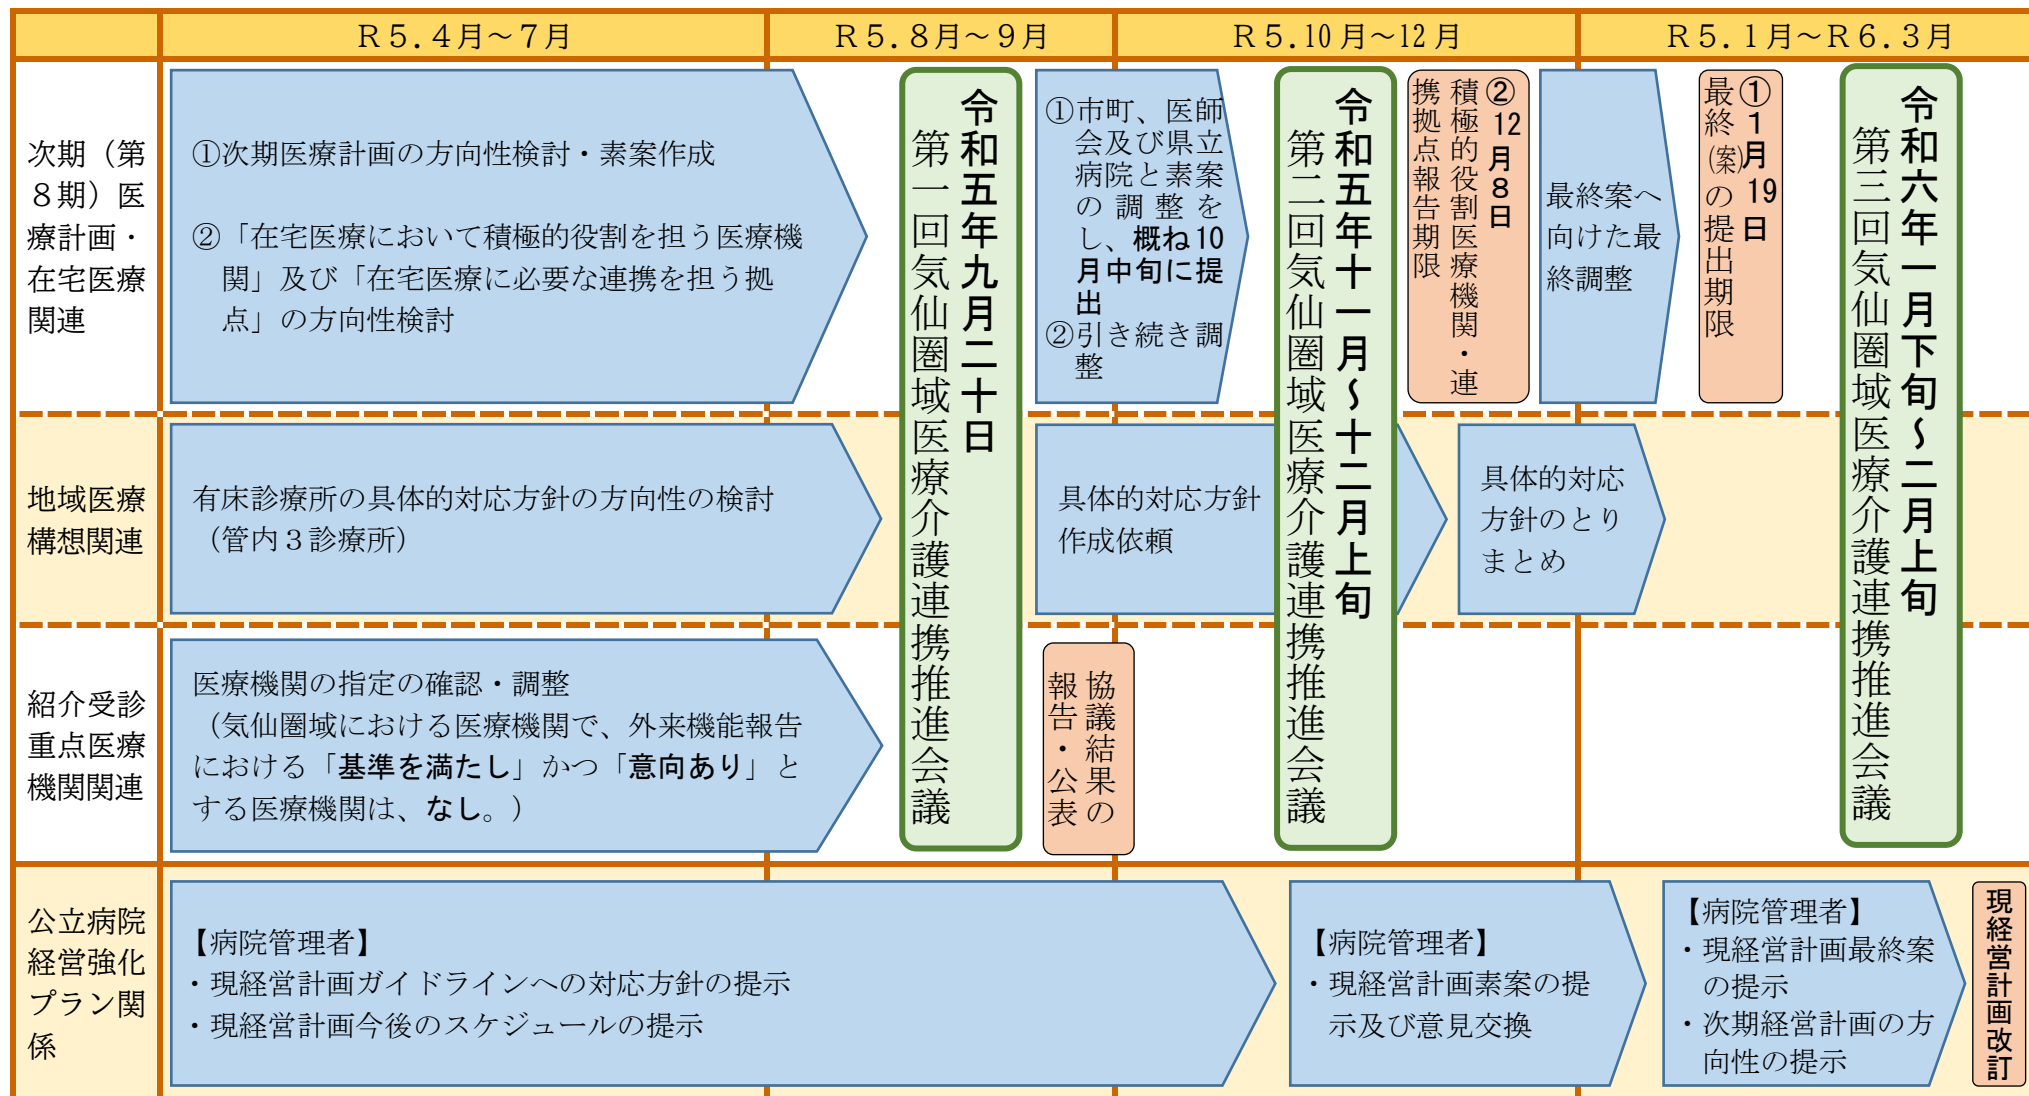 Ｒ５.４月～７月
Ｒ５.８月～９月
Ｒ５.10月～12月
Ｒ５.１月～Ｒ６.３月
次期（第
８期）医
療計画・
在宅医療
関連
①次期医療計画の方向性検討・素案作成
②「在宅医療において積極的役割を担う医療機
関」及び「在宅医療に必要な連携を担う拠
点」の方向性検討
令和五年九月二十日
第一回気仙圏域医療介護連携推進会議
①市町、医師
会及び県立
病院と素案
の調整を
し、概ね10
月中旬に提
出
②引き続き調
整
令和五年十一月～十二月上旬
第二回気仙圏域医療介護連携推進会議
②12月８日
積極的役割医療機関・連
携拠点報告期限
最終案へ
向けた最
終調整
①１月19日
最終(案)の提出期限
令和六年一月下旬～二月上旬
第三回気仙圏域医療介護連携推進会議
地域医療
構想関連
有床診療所の具体的対応方針の方向性の検討
（管内３診療所）
具体的対応方針
作成依頼
具体的対応
方針のとり
まとめ
紹介受診
重点医療
機関関連
医療機関の指定の確認・調整
（気仙圏域における医療機関で、外来機能報告
における「基準を満たし」かつ「意向あり」と
する医療機関は、なし。）
協議結果の
報告・公表
公立病院
経営強化
プラン関
係
【病院管理者】
・現経営計画ガイドラインへの対応方針の提示
・現経営計画今後のスケジュールの提示
【病院管理者】
・現経営計画素案の提
示及び意見交換
【病院管理者】
・現経営計画最終案
の提示
・次期経営計画の方
向性の提示
現経営計画改訂